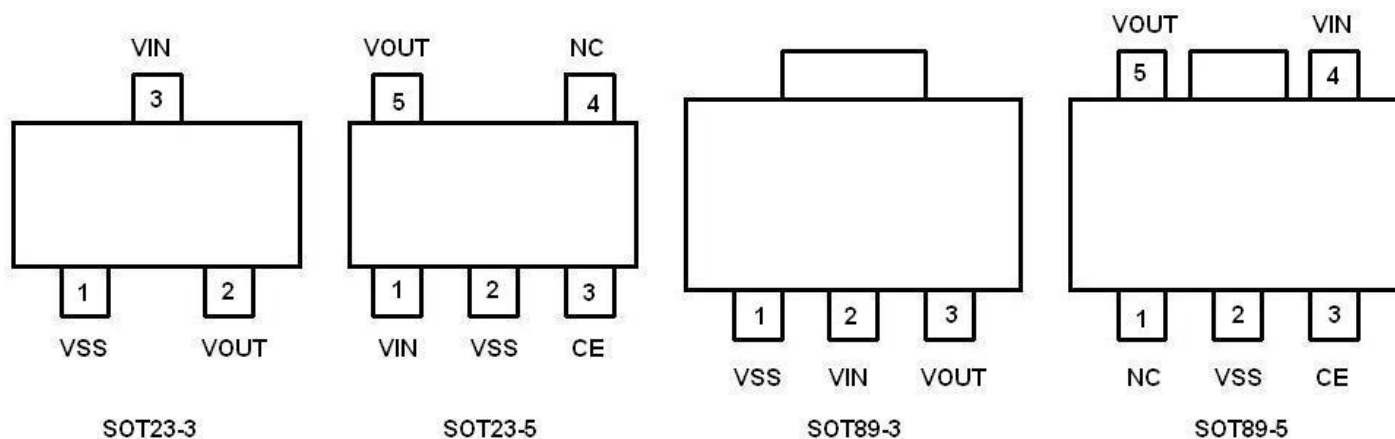 VIN
3
1 2
VSS VOUT
SOT23-3
VOUT NC
5 4
1 2 3
VIN VSS CE
SOT23-5
1 2 3
VSS VIN VOUT
SOT89-3
VOUT VIN
5 4
1 2 3
NC VSS CE
SOT89-5